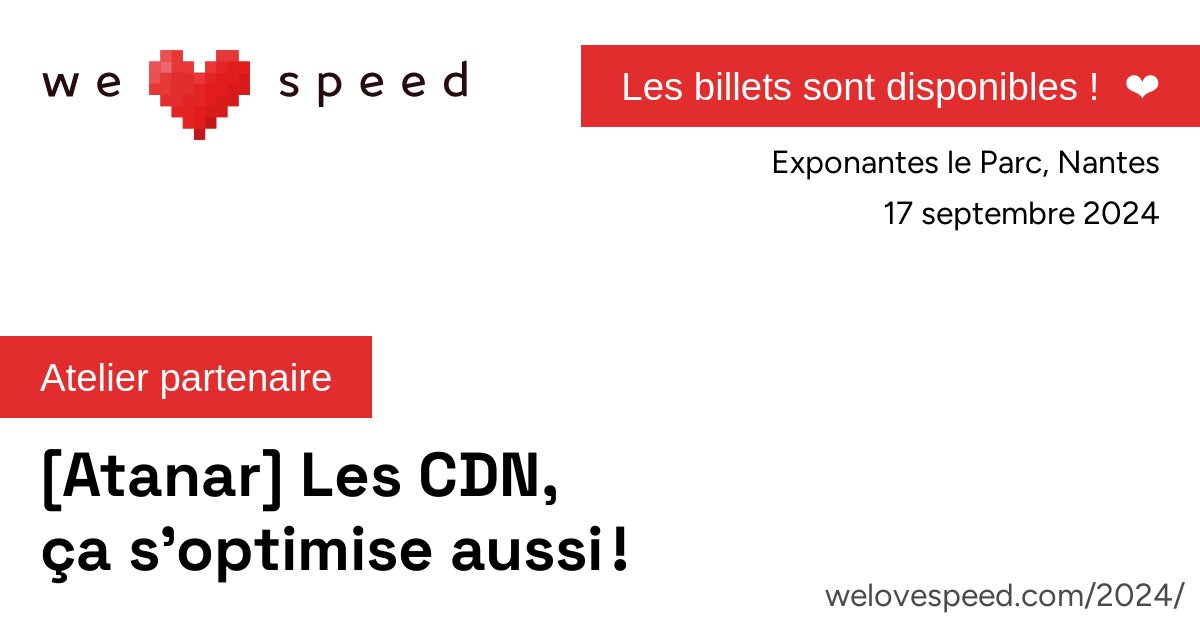 we ❤ speed
Les billets sont disponibles ! ❤
Exponantes le Parc, Nantes
17 septembre 2024
Atelier partenaire
[Atanar] Les CDN,
ça s’optimise aussi !
welovespeed.com/2024/